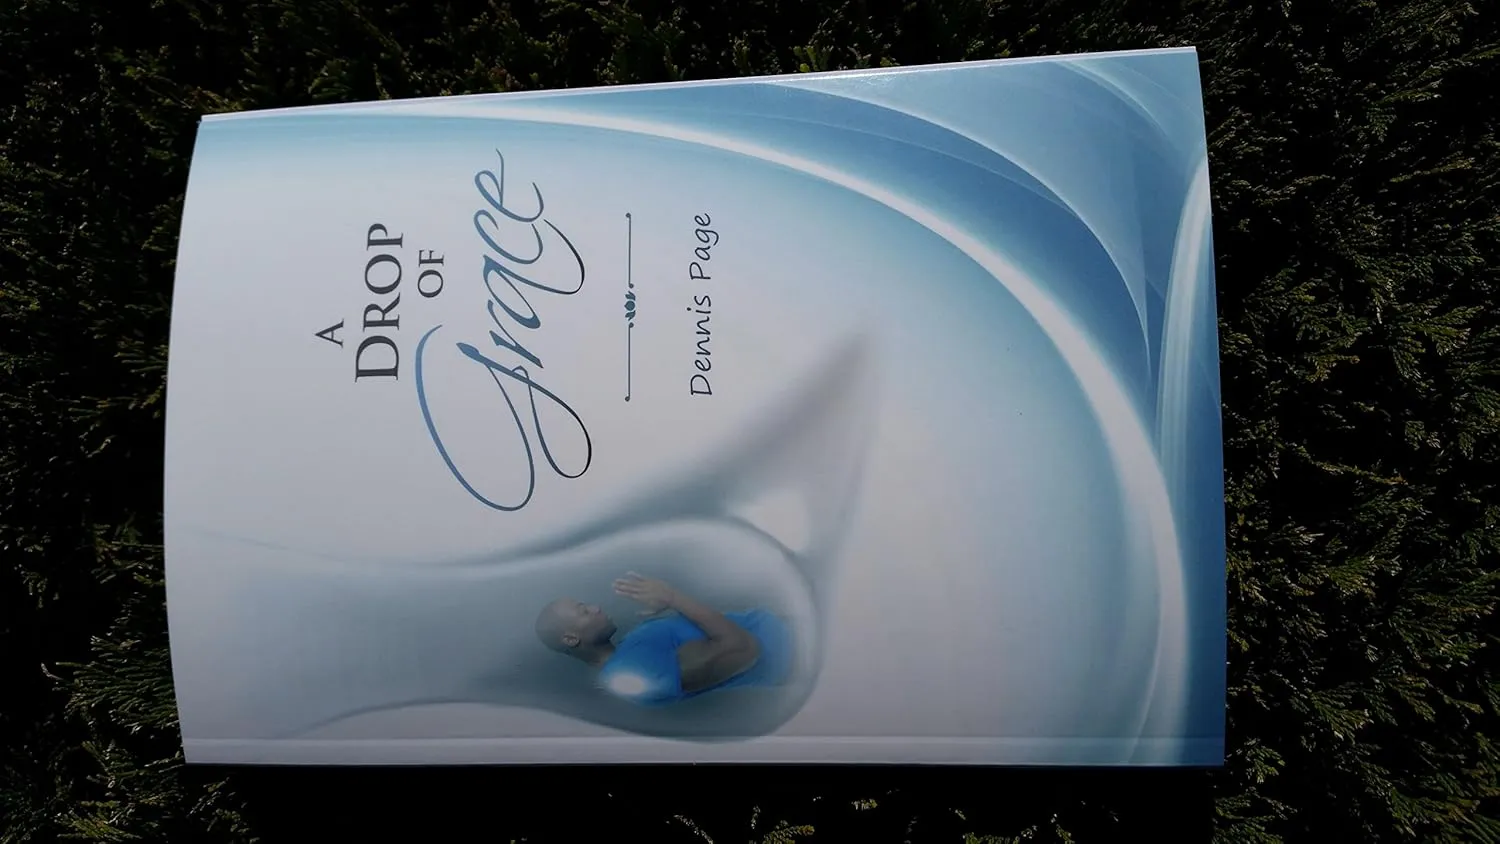 A
DROP
OF
Grace
Dennis Page